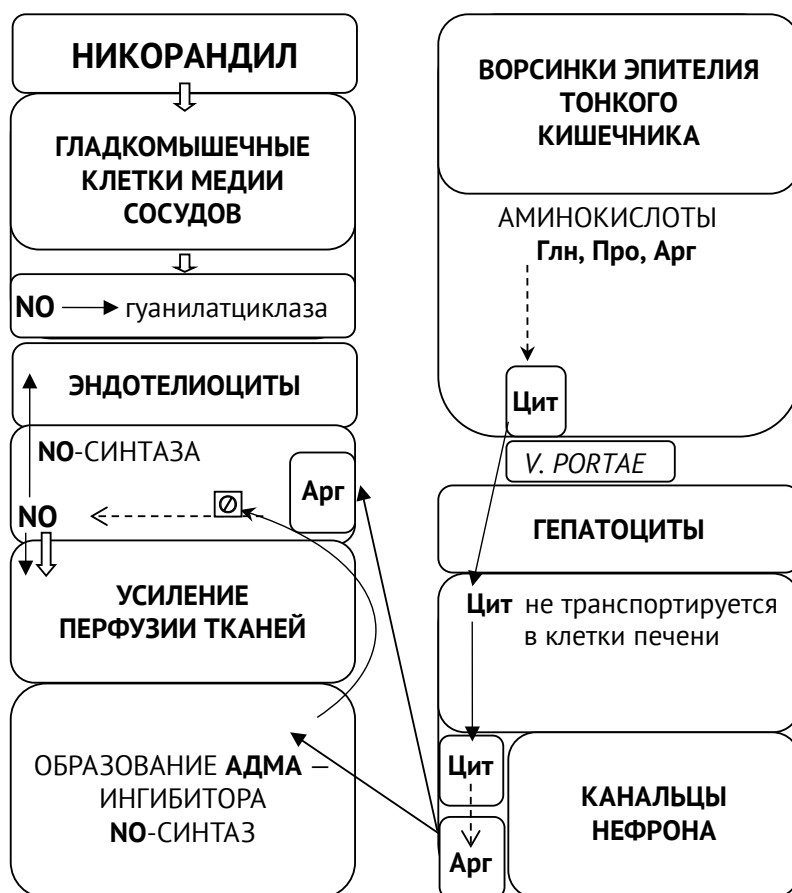 НИКОРАНДИЛ
ГЛАДКОМЫШЕЧНЫЕ
КЛЕТКИ МЕДИИ
СОСУДОВ
NO
гуанилатциклаза
ЭНДОТЕЛИОЦИТЫ
NO-СИНТАЗА
Арг
NO
УСИЛЕНИЕ
ПЕРФУЗИИ ТКАНЕЙ
ОБРАЗОВАНИЕ АДМА –
ИНГИБИТОРА
NO-СИНТАЗ
ВОРСИНКИ ЭПИТЕЛИЯ
ТОНКОГО
КИШЕЧНИКА
АМИНОКИСЛОТЫ
Глн, Про, Арг
Цит
V. PORTAE
ГЕПАТОЦИТЫ
Цит не транспортируется
в клетки печени
Цит
Арг
КАНАЛЬЦЫ
НЕФРОНА